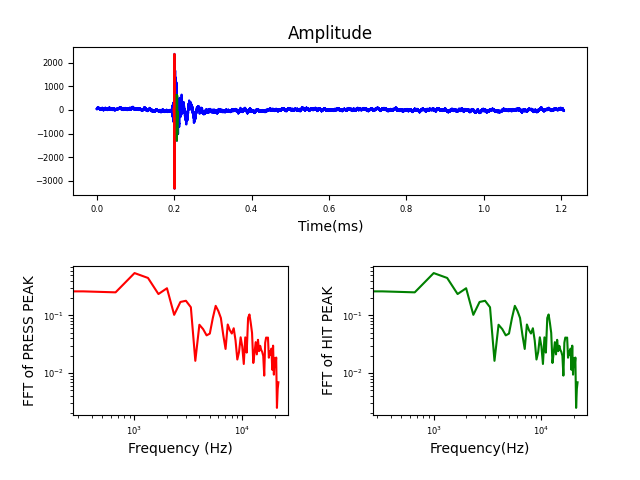 Amplitude
2000
1000
0
−1000
−2000
−3000
0.0 0.2 0.4 0.6 0.8 1.0 1.2
Time(ms)
FFT of PRESS PEAK
10⁻¹
10⁻²
10³ 10⁴
Frequency (Hz)
FFT of HIT PEAK
10⁻¹
10⁻²
10³ 10⁴
Frequency(Hz)